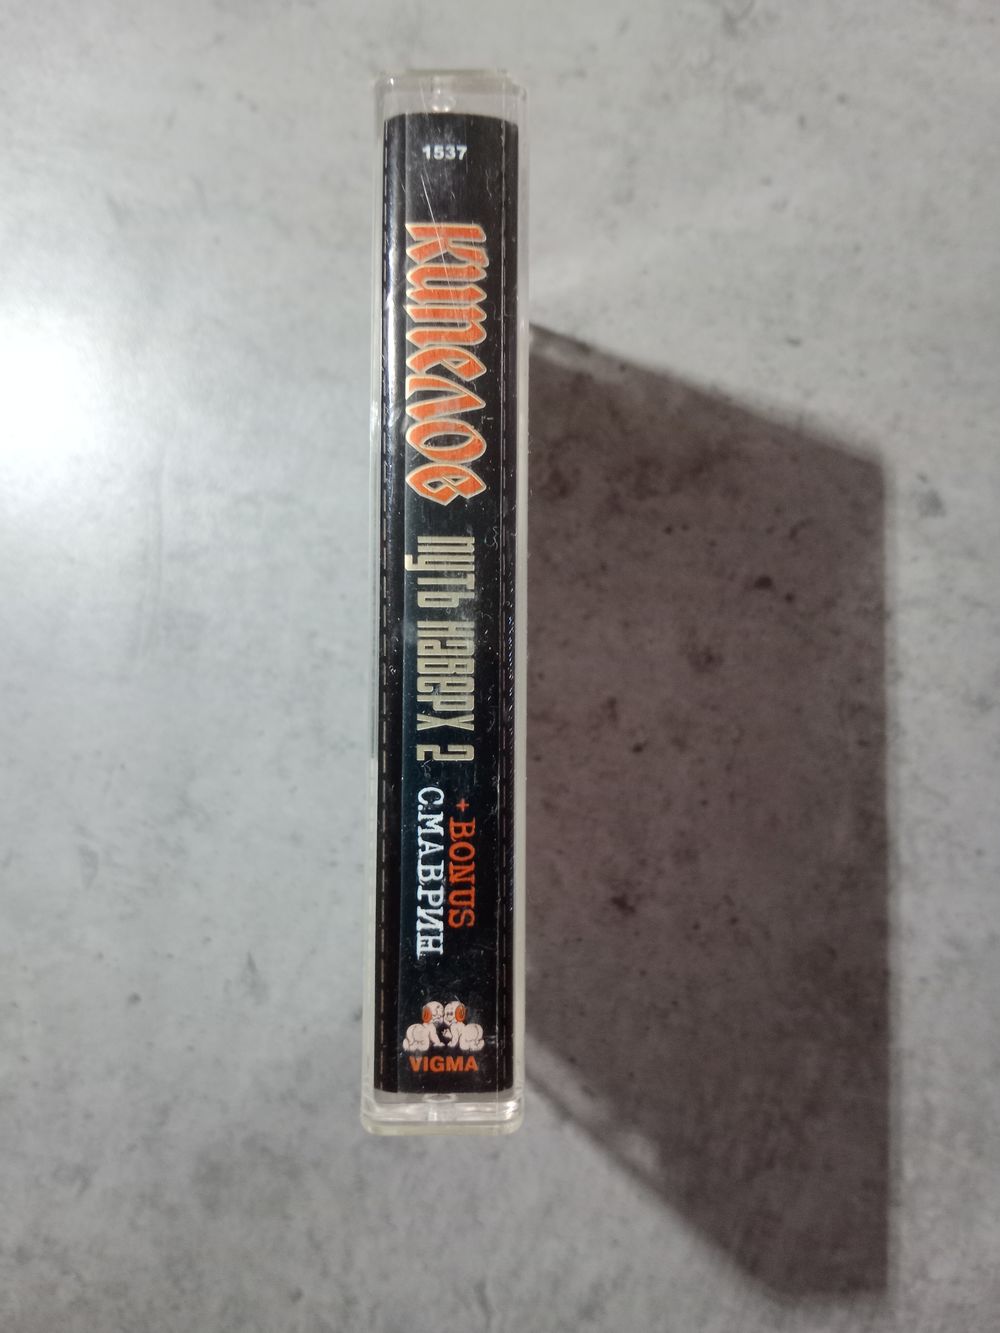 1537
КИПЕЛОВ
ПУТЬ НАВЕРХ 2
+ BONUS
С.МАВРИН
VIGMA